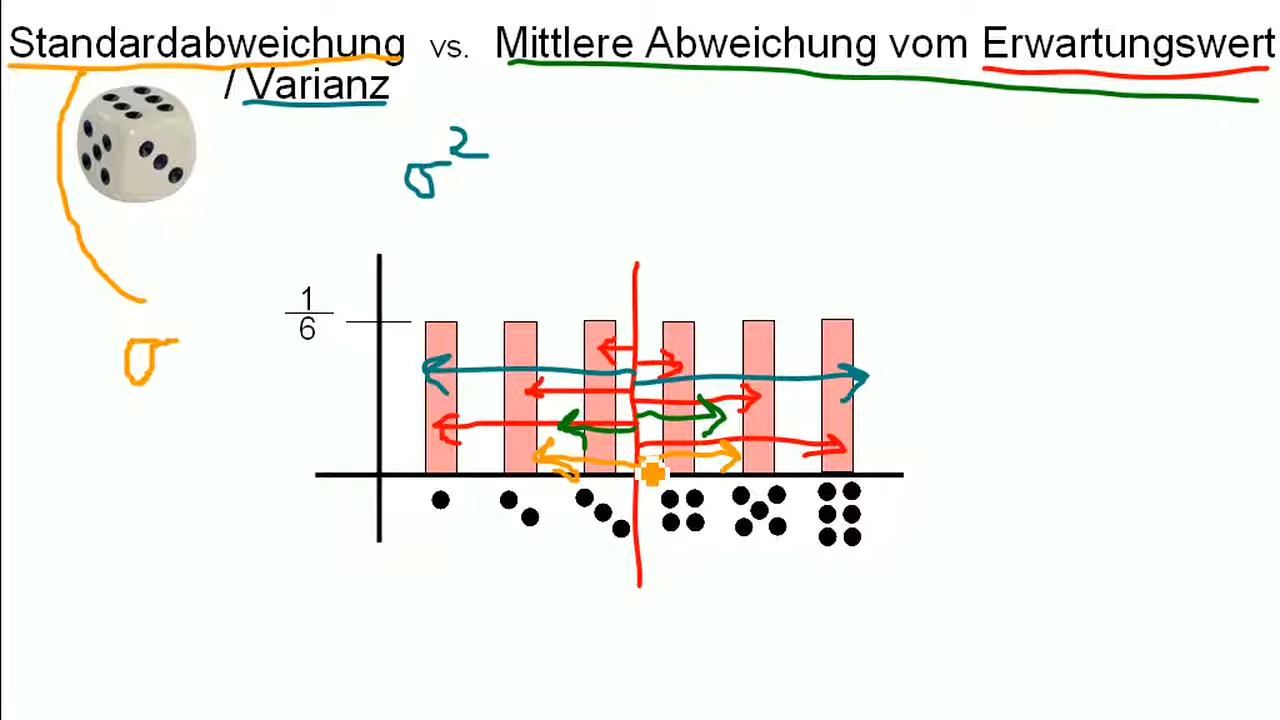 Standardabweichung vs. Mittlere Abweichung vom Erwartungswert
/ Varianz
σ²
1
6
σ